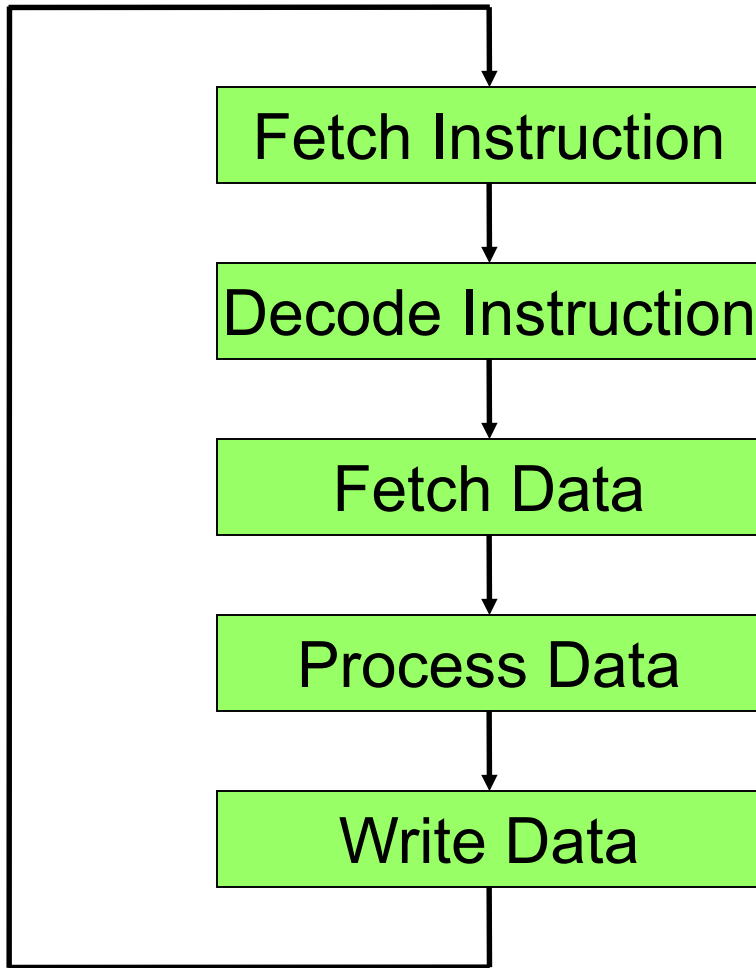 Fetch Instruction
Decode Instruction
Fetch Data
Process Data
Write Data